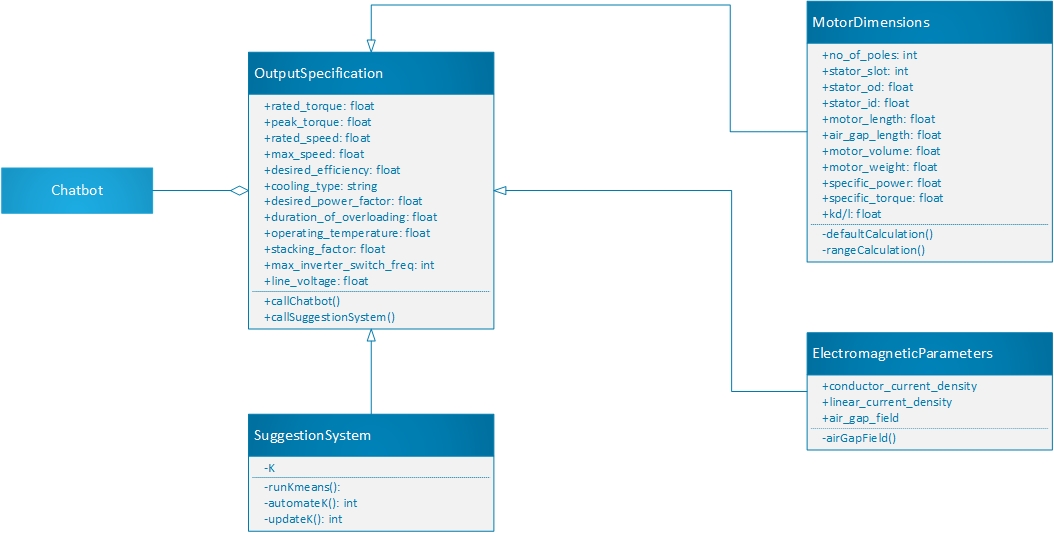 Chatbot
OutputSpecification
+rated_torque: float
+peak_torque: float
+rated_speed: float
+max_speed: float
+desired_efficiency: float
+cooling_type: string
+desired_power_factor: float
+duration_of_overloading: float
+operating_temperature: float
+stacking_factor: float
+max_inverter_switch_freq: int
+line_voltage: float
+callChatbot()
+callSuggestionSystem()
SuggestionSystem
-K
-runKmeans():
-automateK(): int
-updateK(): int
MotorDimensions
+no_of_poles: int
+stator_slot: int
+stator_od: float
+stator_id: float
+motor_length: float
+air_gap_length: float
+motor_volume: float
+motor_weight: float
+specific_power: float
+specific_torque: float
+kd/l: float
-defaultCalculation()
-rangeCalculation()
ElectromagneticParameters
+conductor_current_density
+linear_current_density
+air_gap_field
-airGapField()